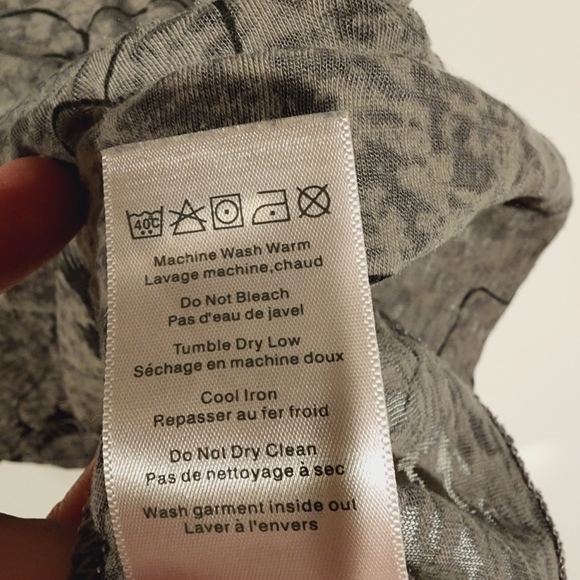 40C
Machine Wash Warm
Lavage machine,chaud
Do Not Bleach
Pas d'eau de javel
Tumble Dry Low
Séchage en machine doux
Cool Iron
Repasser au fer froid
Do Not Dry Clean
Pas de nettoyage à sec
Wash garment inside out
Laver à l'envers